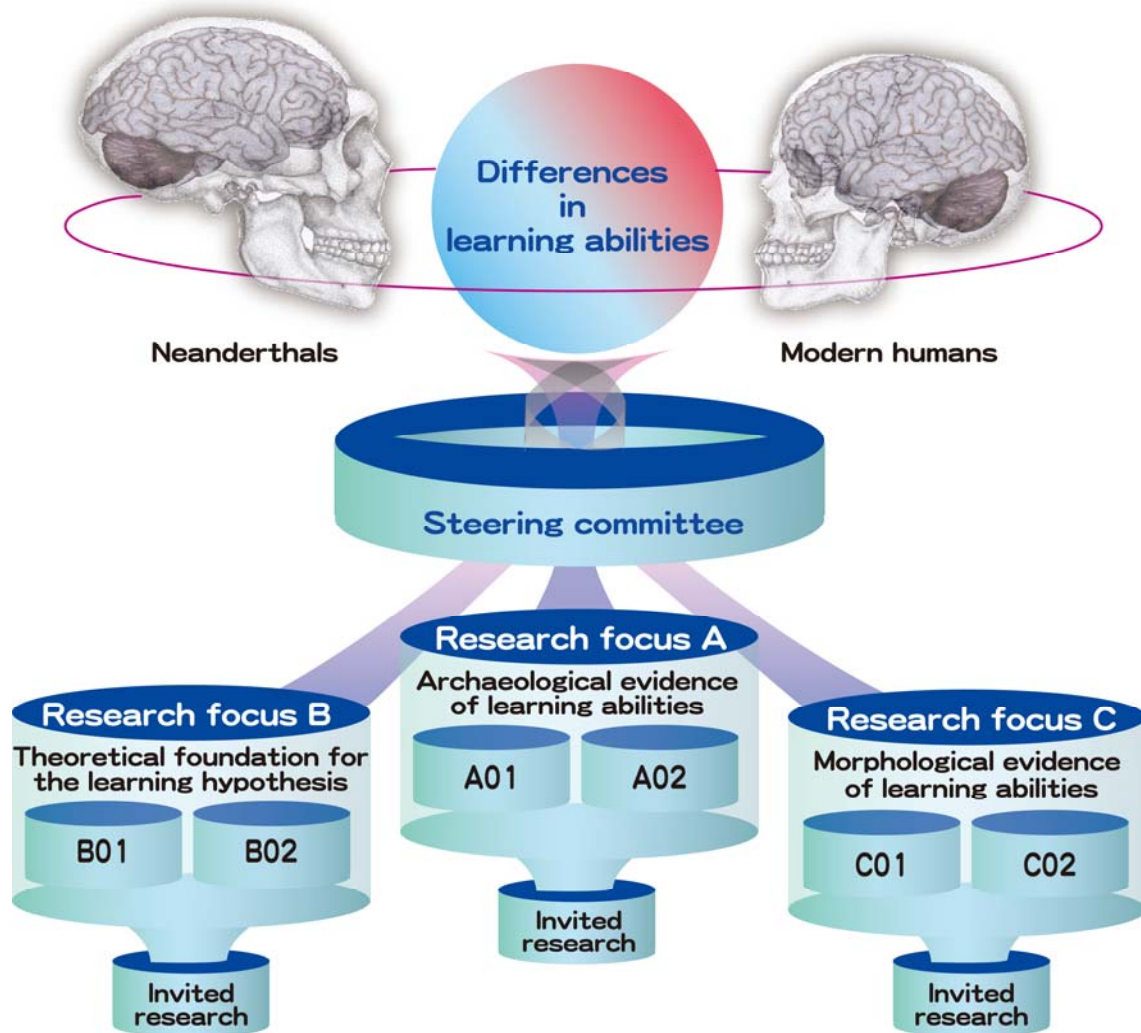 Differences
in
learning abilities
Neanderthals
Modern humans
Steering committee
Research focus A
Archaeological evidence
of learning abilities
A01
A02
Invited
research
Research focus B
Theoretical foundation for
the learning hypothesis
B01
B02
Invited
research
Research focus C
Morphological evidence
of learning abilities
C01
C02
Invited
research